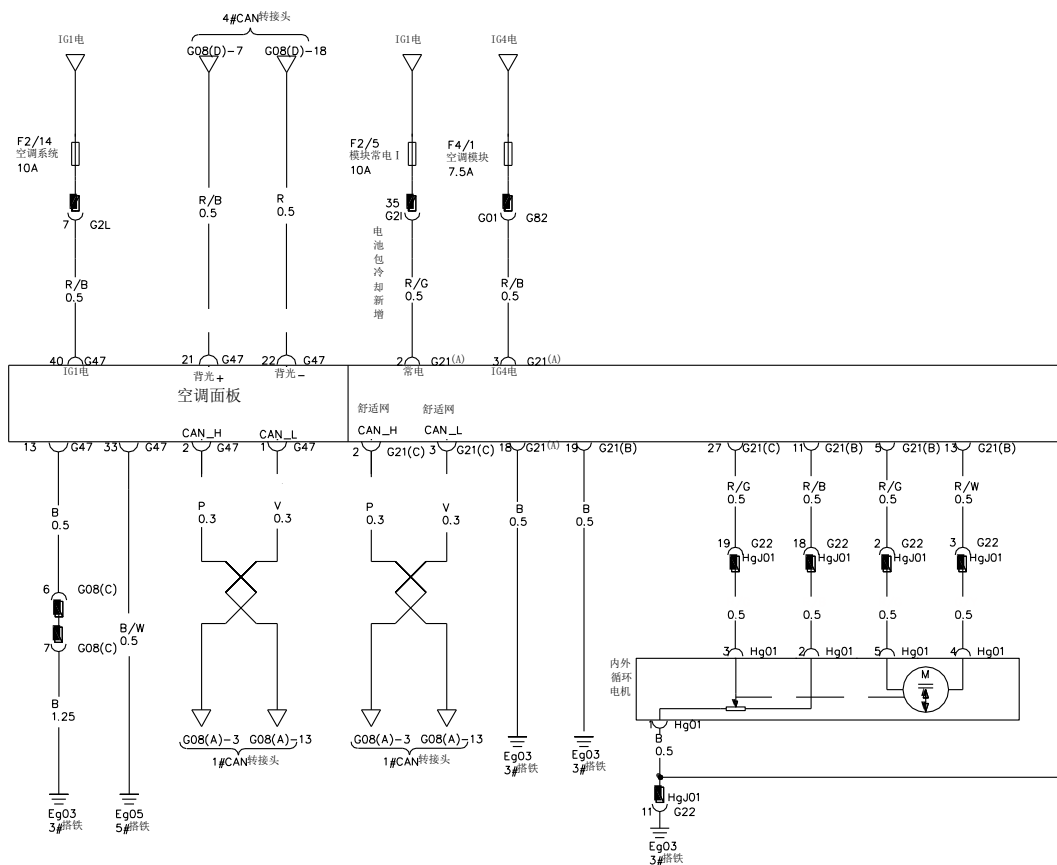 4#CAN转接头
IG1电
G08(D)-7
G08(D)-18
IG1电
IG4电
F2/14
空调系统
10A
F2/5
模块常电 I
10A
F4/1
空调模块
7.5A
R/B
0.5
R
0.5
7
G2L
35
G01
G82
电池包冷却新增
R/B
0.5
R/G
0.5
R/B
0.5
40
G47
21
G47
22
G47
2
G21(A)
3
G21(A)
IG1电
背光+
背光-
常电
IG4电
空调面板
舒适网
舒适网
CAN_H
CAN_L
CAN_H
CAN_L
13
G47
33
G47
2
G47
1
G47
2
G21(C)
3
G21(C)
18
G21(A)
19
G21(B)
27
G21(C)
11
G21(B)
5
G21(B)
13
G21(B)
B
0.5
P
0.3
V
0.3
P
0.3
V
0.3
B
0.5
B
0.5
R/G
0.5
R/B
0.5
R/G
0.5
R/W
0.5
19
G22
HgJ01
18
G22
HgJ01
2
G22
HgJ01
3
G22
HgJ01
6
G08(C)
7
G08(C)
B/W
0.5
0.5
0.5
0.5
0.5
3
Hg01
2
Hg01
5
Hg01
4
Hg01
内外
循环
电机
M
B
1.25
G08(A)-3
G08(A)-13
1#CAN转接头
G08(A)-3
G08(A)-13
1#CAN转接头
1
Hg01
B
0.5
Eg03
3#搭铁
Eg03
3#搭铁
HgJ01
11
G22
Eg03
3#搭铁
Eg05
5#搭铁
Eg03
3#搭铁